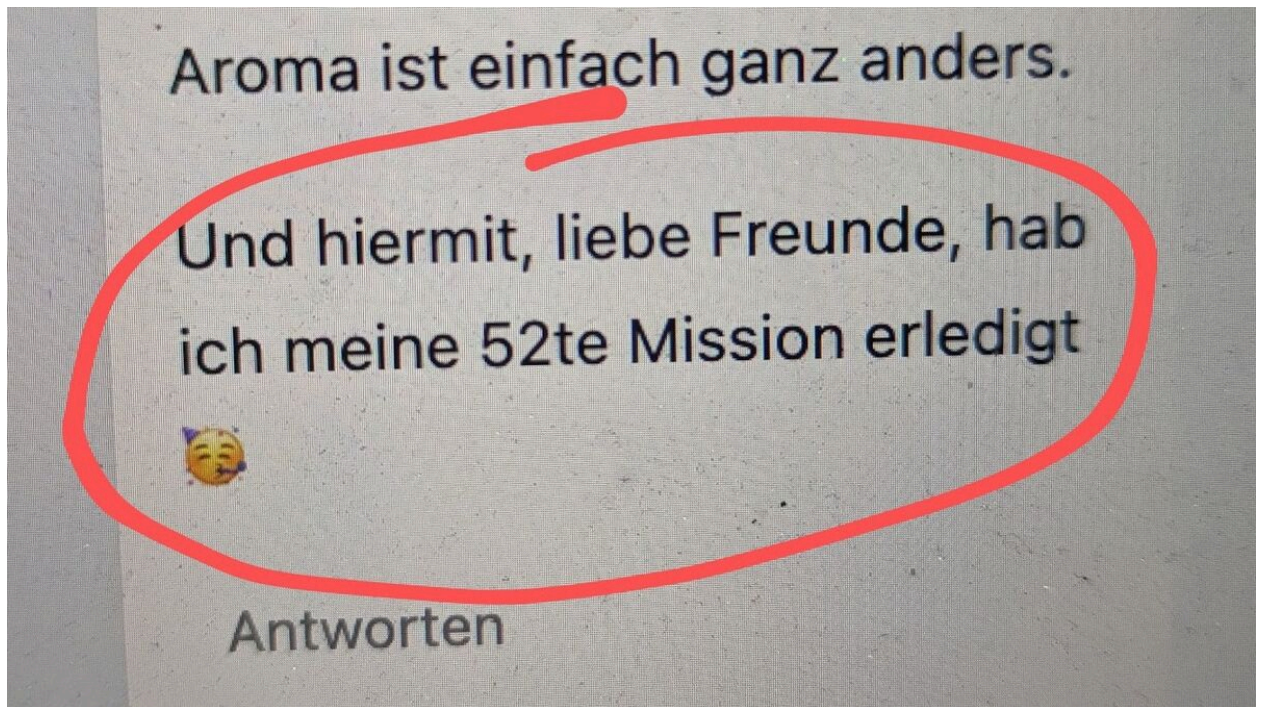 Aroma ist einfach ganz anders.
Und hiermit, liebe Freunde, hab
ich meine 52te Mission erledigt
🥳
Antworten